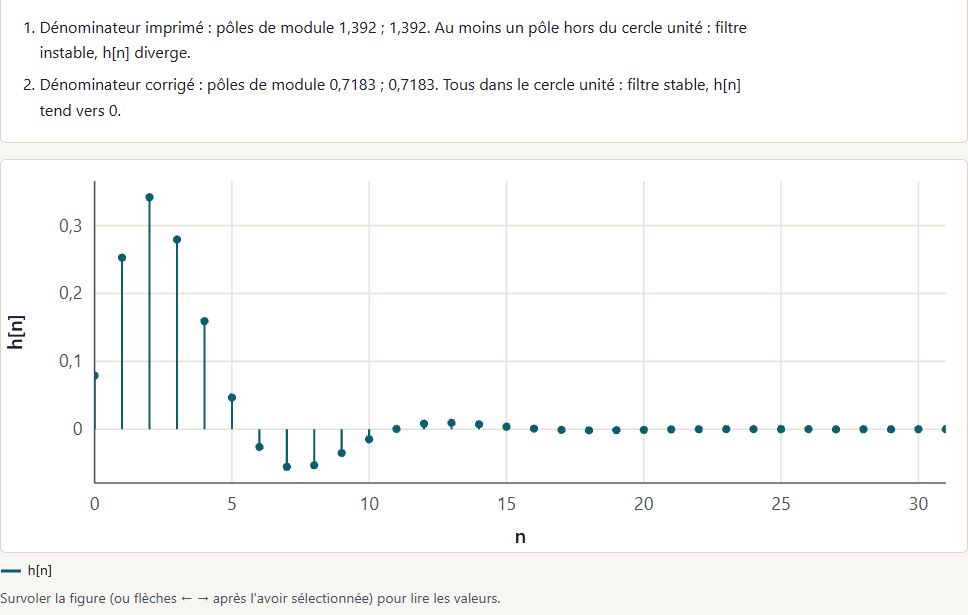 1. Dénominateur imprimé : pôles de module 1,392 ; 1,392. Au moins un pôle hors du cercle unité : filtre
instable, h[n] diverge.
2. Dénominateur corrigé : pôles de module 0,7183 ; 0,7183. Tous dans le cercle unité : filtre stable, h[n]
tend vers 0.
0,3
0,2
0,1
0
h[n]
0 5 10 15 20 25 30
n
h[n]
Survoler la figure (ou flèches ← → après l'avoir sélectionnée) pour lire les valeurs.